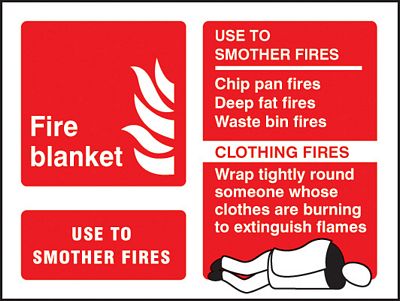 Fire
blanket
USE TO
SMOTHER FIRES
USE TO
SMOTHER FIRES
Chip pan fires
Deep fat fires
Waste bin fires
CLOTHING FIRES
Wrap tightly round
someone whose
clothes are burning
to extinguish flames